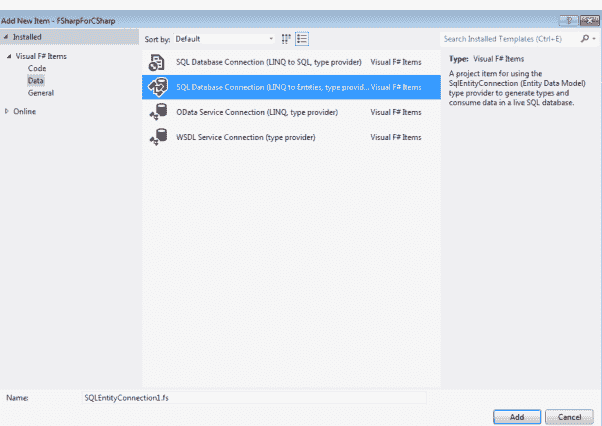 Add New Item - FSharpForCSharp
Installed
Sort by: Default
Search Installed Templates (Ctrl+E)
Visual F# Items
Code
Data
General
Online
SQL Database Connection (LINQ to SQL, type provider) Visual F# Items
SQL Database Connection (LINQ to Entities, type provid... Visual F# Items
OData Service Connection (LINQ, type provider) Visual F# Items
WSDL Service Connection (type provider) Visual F# Items
Type: Visual F# Items
A project item for using the
SqlEntityConnection (Entity Data Model)
type provider to generate types and
consume data in a live SQL database.
Name: SQLEntityConnection1.fs
Add Cancel